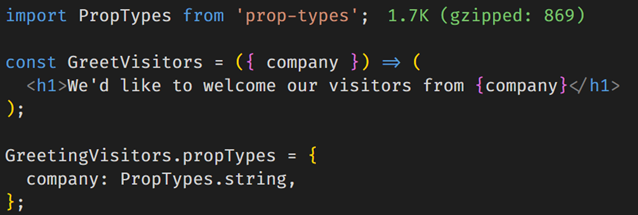 import PropTypes from 'prop-types'; 1.7K (gzipped: 869)
const GreetVisitors = ({ company }) => (
<h1>We'd like to welcome our visitors from {company}</h1>
);
GreetingVisitors.propTypes = {
company: PropTypes.string,
};